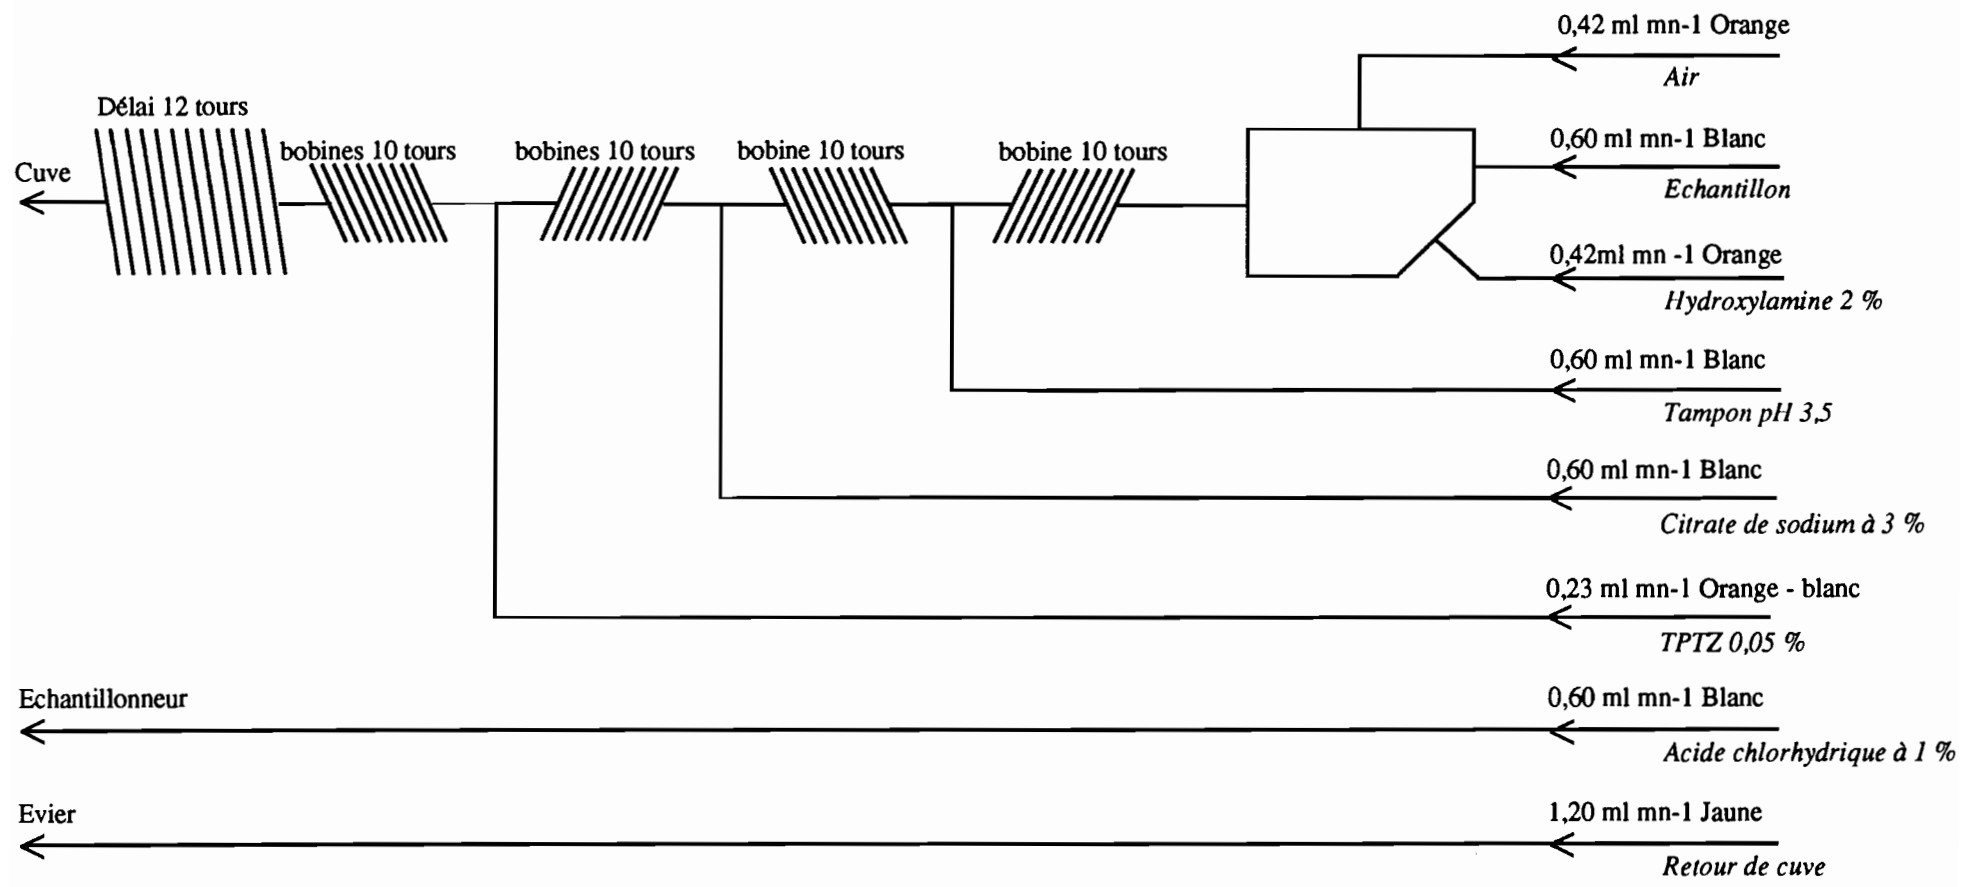 0,42 ml mn-1 Orange
Air
Délai 12 tours
bobines 10 tours
bobines 10 tours
bobine 10 tours
bobine 10 tours
0,60 ml mn-1 Blanc
Cuve
Echantillon
0,42ml mn -1 Orange
Hydroxylamine 2 %
0,60 ml mn-1 Blanc
Tampon pH 3,5
0,60 ml mn-1 Blanc
Citrate de sodium à 3 %
0,23 ml mn-1 Orange - blanc
TPTZ 0,05 %
Echantillonneur
0,60 ml mn-1 Blanc
Acide chlorhydrique à 1 %
Evier
1,20 ml mn-1 Jaune
Retour de cuve